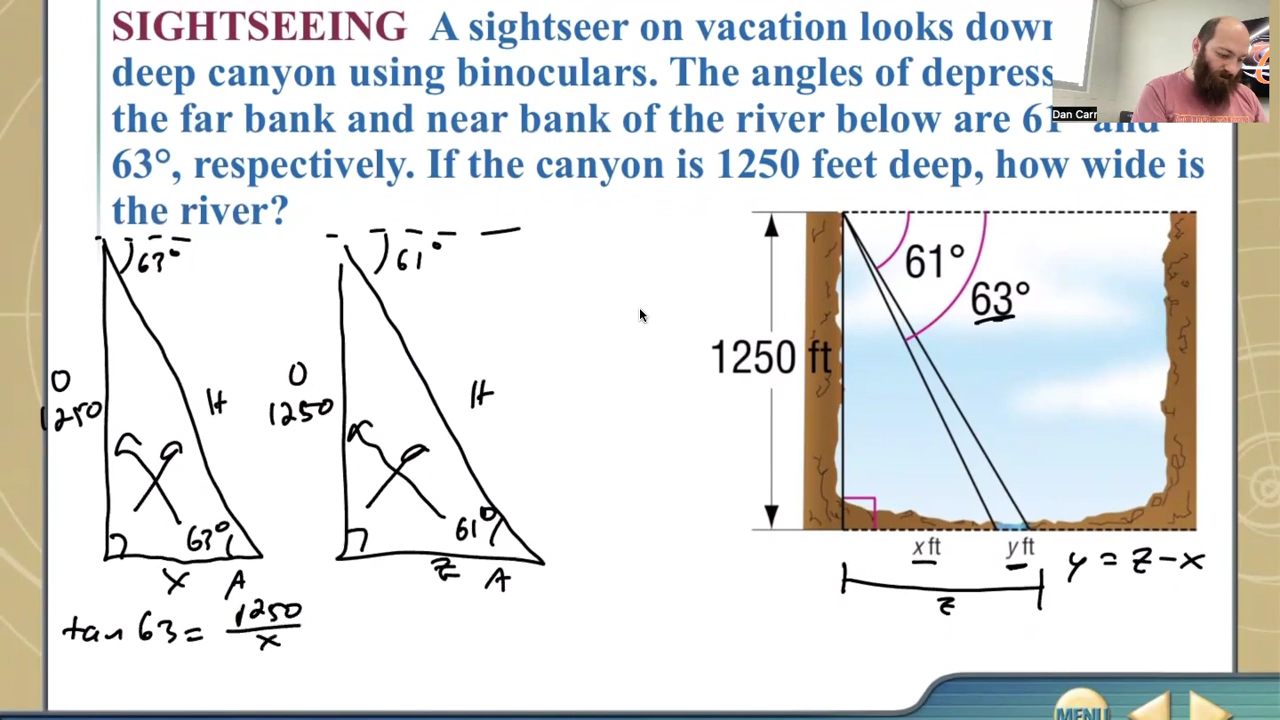 SIGHTSEEING A sightseer on vacation looks down
deep canyon using binoculars. The angles of depress
the far bank and near bank of the river below are 61° and
63°, respectively. If the canyon is 1250 feet deep, how wide is
the river?
Dan Carr
63°
61°
O
1250
H
63°
x A
tan 63 = 1250/x
O
1250
H
61°
z A
61°
63°
1250 ft
x ft y ft
y = z - x
z
MENU